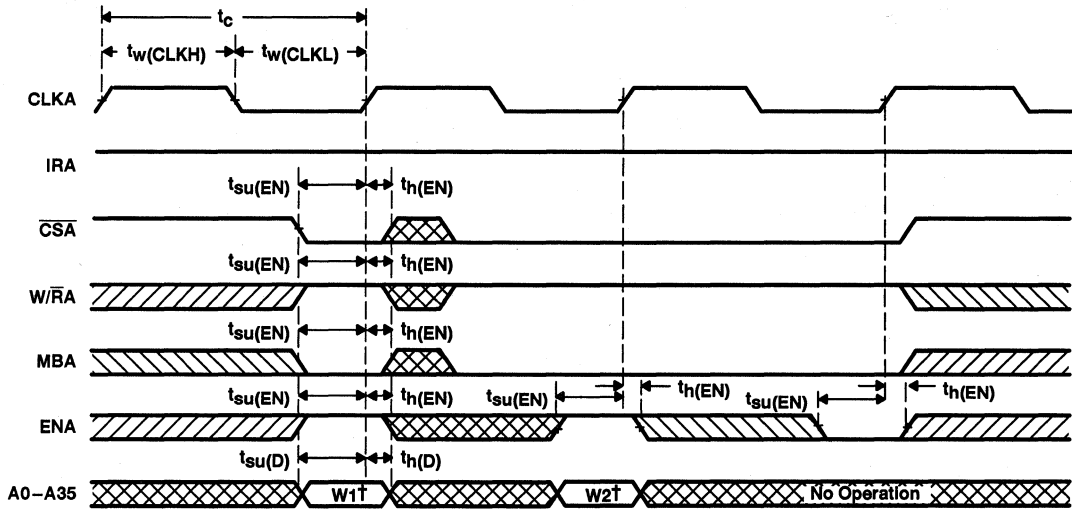 tc
tw(CLKH) tw(CLKL)
CLKA
IRA
tsu(EN) th(EN)
CSA
tsu(EN) th(EN)
W/RA
tsu(EN) th(EN)
MBA
tsu(EN) th(EN) tsu(EN) th(EN) tsu(EN) th(EN)
ENA
tsu(D) th(D)
A0–A35 W1† W2† No Operation